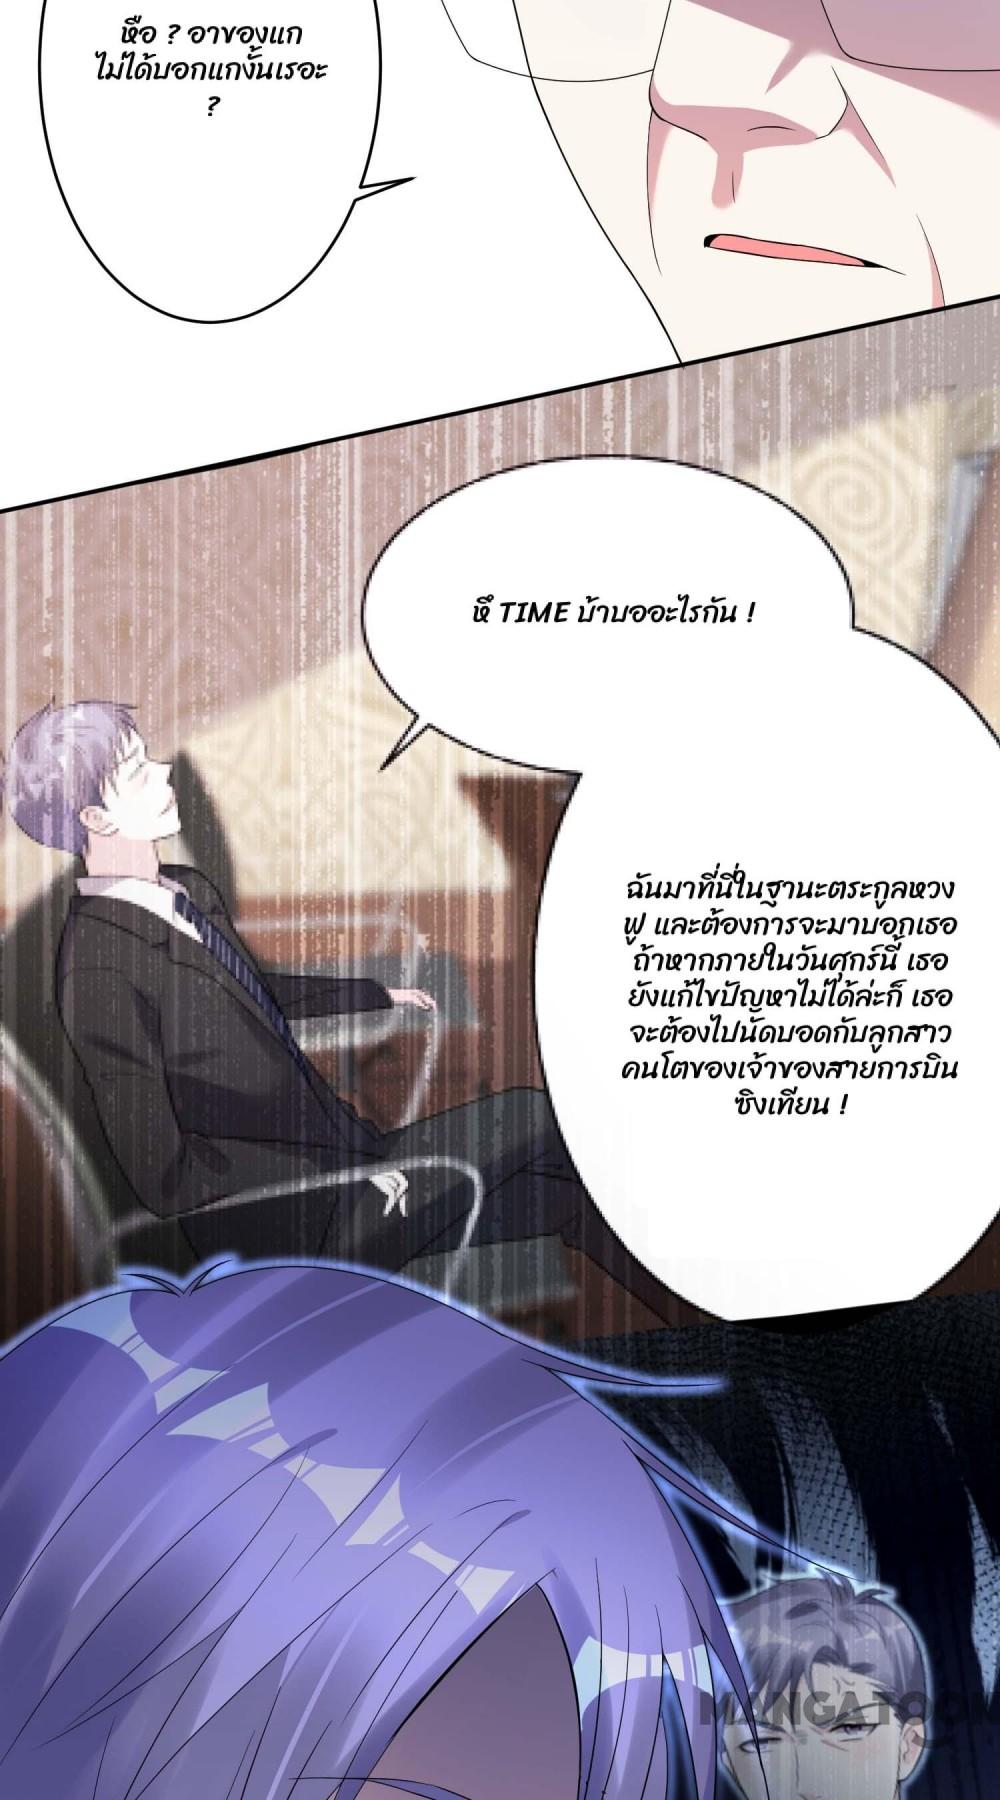 หือ ? อาของแก
ไม่ได้บอกแกงั้นเรอะ
?
หึ TIME บ้าบออะไรกัน !
ฉันมาที่นี่ในฐานะตระกูลหวง
ฟู และต้องการจะมาบอกเธอ
ถ้าหากภายในวันศุกร์นี้ เธอ
ยังแก้ไขปัญหาไม่ได้ล่ะก็ เธอ
จะต้องไปนัดบอดกับลูกสาว
คนโตของเจ้าของสายการบิน
ซิงเทียน !
MANGATOON